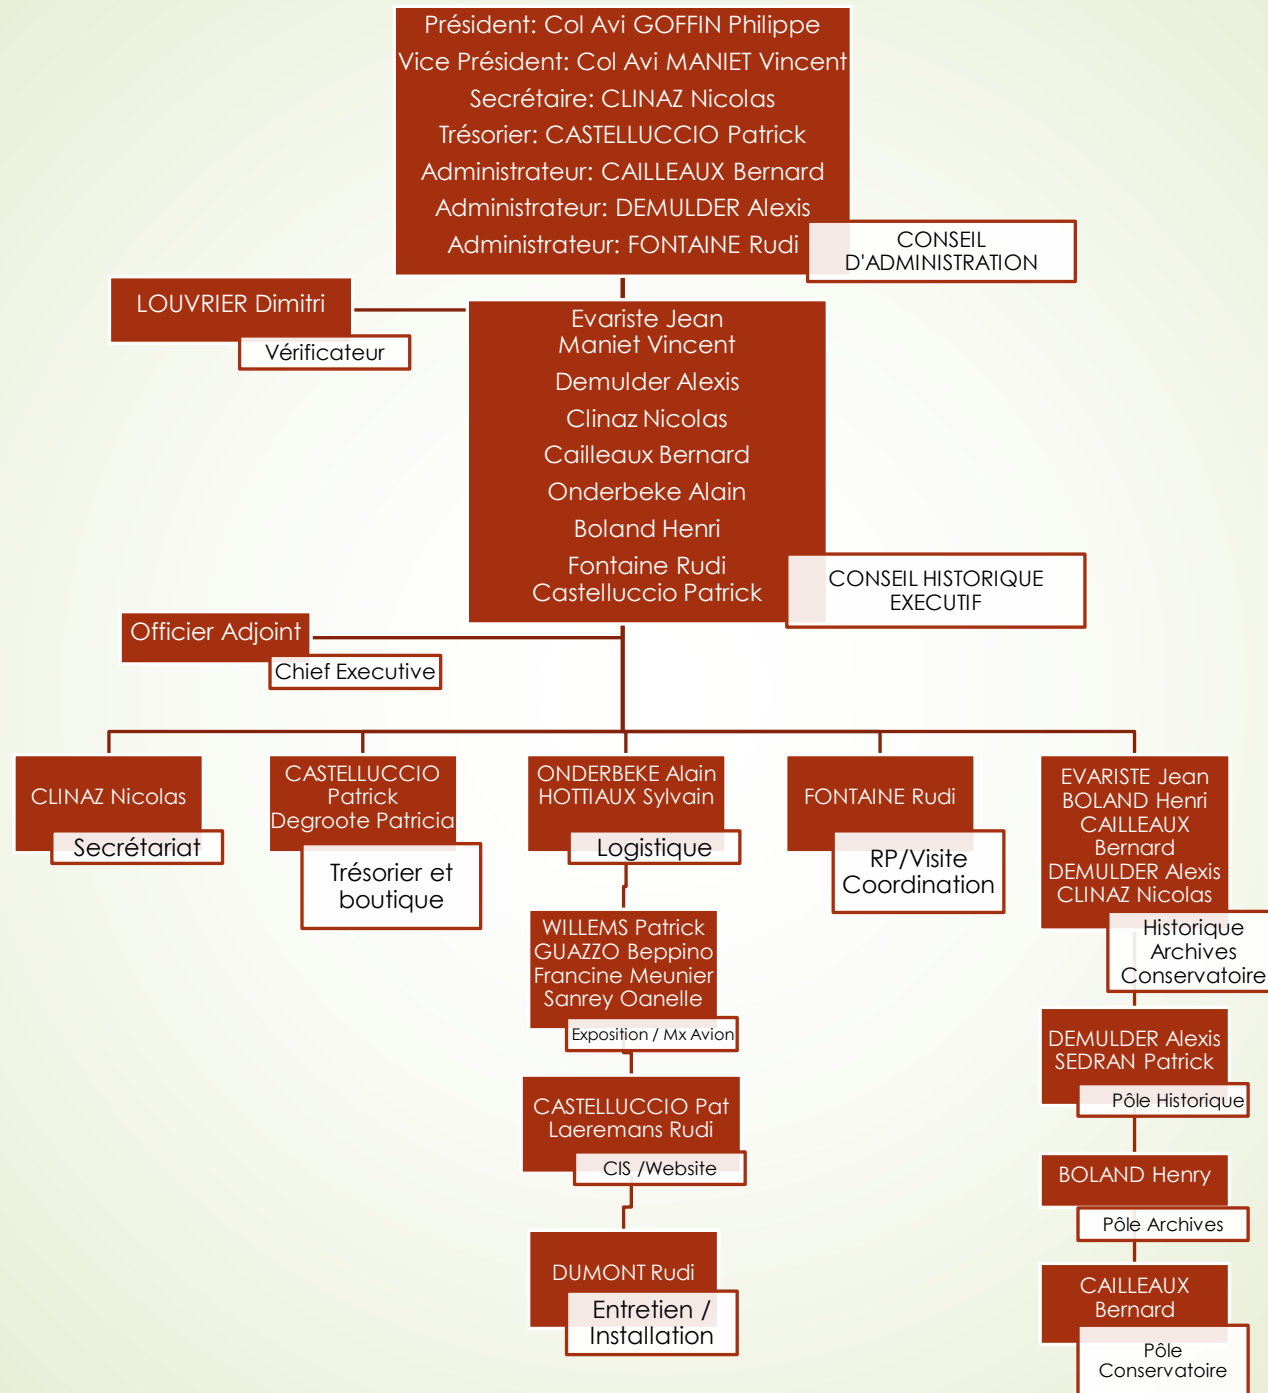 Président: Col Avi GOFFIN Philippe
Vice Président: Col Avi MANIET Vincent
Secrétaire: CLINAZ Nicolas
Trésorier: CASTELLUCCIO Patrick
Administrateur: CAILLEAUX Bernard
Administrateur: DEMULDER Alexis
Administrateur: FONTAINE Rudi
CONSEIL
D'ADMINISTRATION
LOUVRIER Dimitri
Vérificateur
Evariste Jean
Maniet Vincent
Demulder Alexis
Clinaz Nicolas
Cailleaux Bernard
Onderbeke Alain
Boland Henri
Fontaine Rudi
Castelluccio Patrick
CONSEIL HISTORIQUE
EXECUTIF
Officier Adjoint
Chief Executive
CLINAZ Nicolas
Secrétariat
CASTELLUCCIO
Patrick
Degroote Patricia
Trésorier et
boutique
ONDERBEKE Alain
HOTTIAUX Sylvain
Logistique
WILLEMS Patrick
GUAZZO Beppino
Francine Meunier
Sanrey Oanelle
Exposition / Mx Avion
CASTELLUCCIO Pat
Laeremans Rudi
CIS /Website
DUMONT Rudi
Entretien /
Installation
FONTAINE Rudi
RP/Visite
Coordination
EVARISTE Jean
BOLAND Henri
CAILLEAUX
Bernard
DEMULDER Alexis
CLINAZ Nicolas
Historique
Archives
Conservatoire
DEMULDER Alexis
SEDRAN Patrick
Pôle Historique
BOLAND Henry
Pôle Archives
CAILLEAUX
Bernard
Pôle
Conservatoire